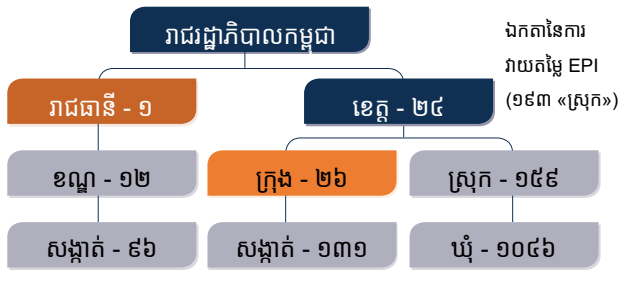 រាជរដ្ឋាភិបាលកម្ពុជា
ឯកតានៃការ
វាយតម្លៃ EPI
(១៩៣ «ស្រុក»)
រាជធានី - ១
ខេត្ត - ២៤
ខណ្ឌ - ១២
ក្រុង - ២៦
ស្រុក - ១៥៩
សង្កាត់ - ៩៦
សង្កាត់ - ១៣១
ឃុំ - ១០៤៦